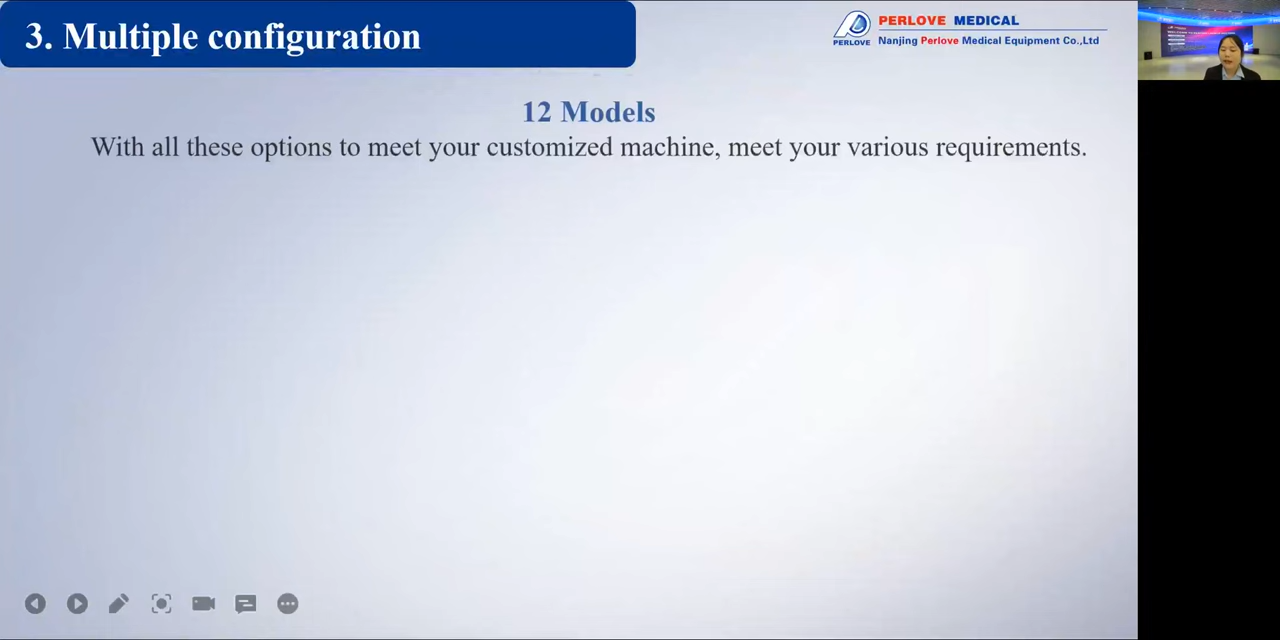 3. Multiple configuration
PERLOVE MEDICAL
PERLOVE
Nanjing Perlove Medical Equipment Co.,Ltd
12 Models
With all these options to meet your customized machine, meet your various requirements.